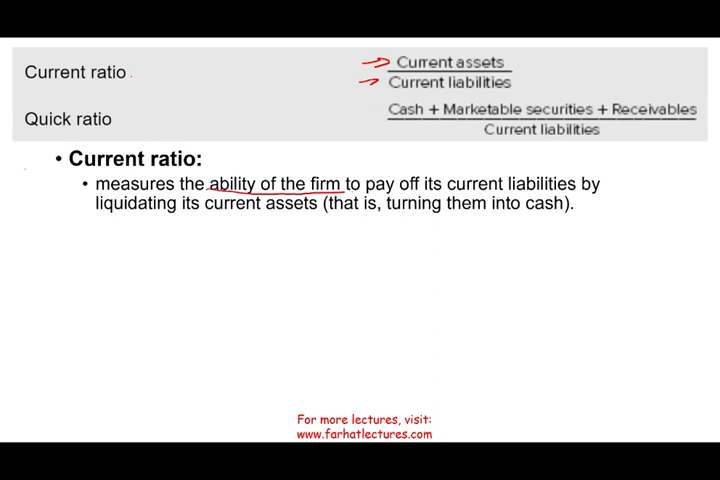 Current ratio
Current assets
Current liabilities
Quick ratio
Cash + Marketable securities + Receivables
Current liabilities
• Current ratio:
• measures the ability of the firm to pay off its current liabilities by
liquidating its current assets (that is, turning them into cash).
For more lectures, visit:
www.farhatlectures.com